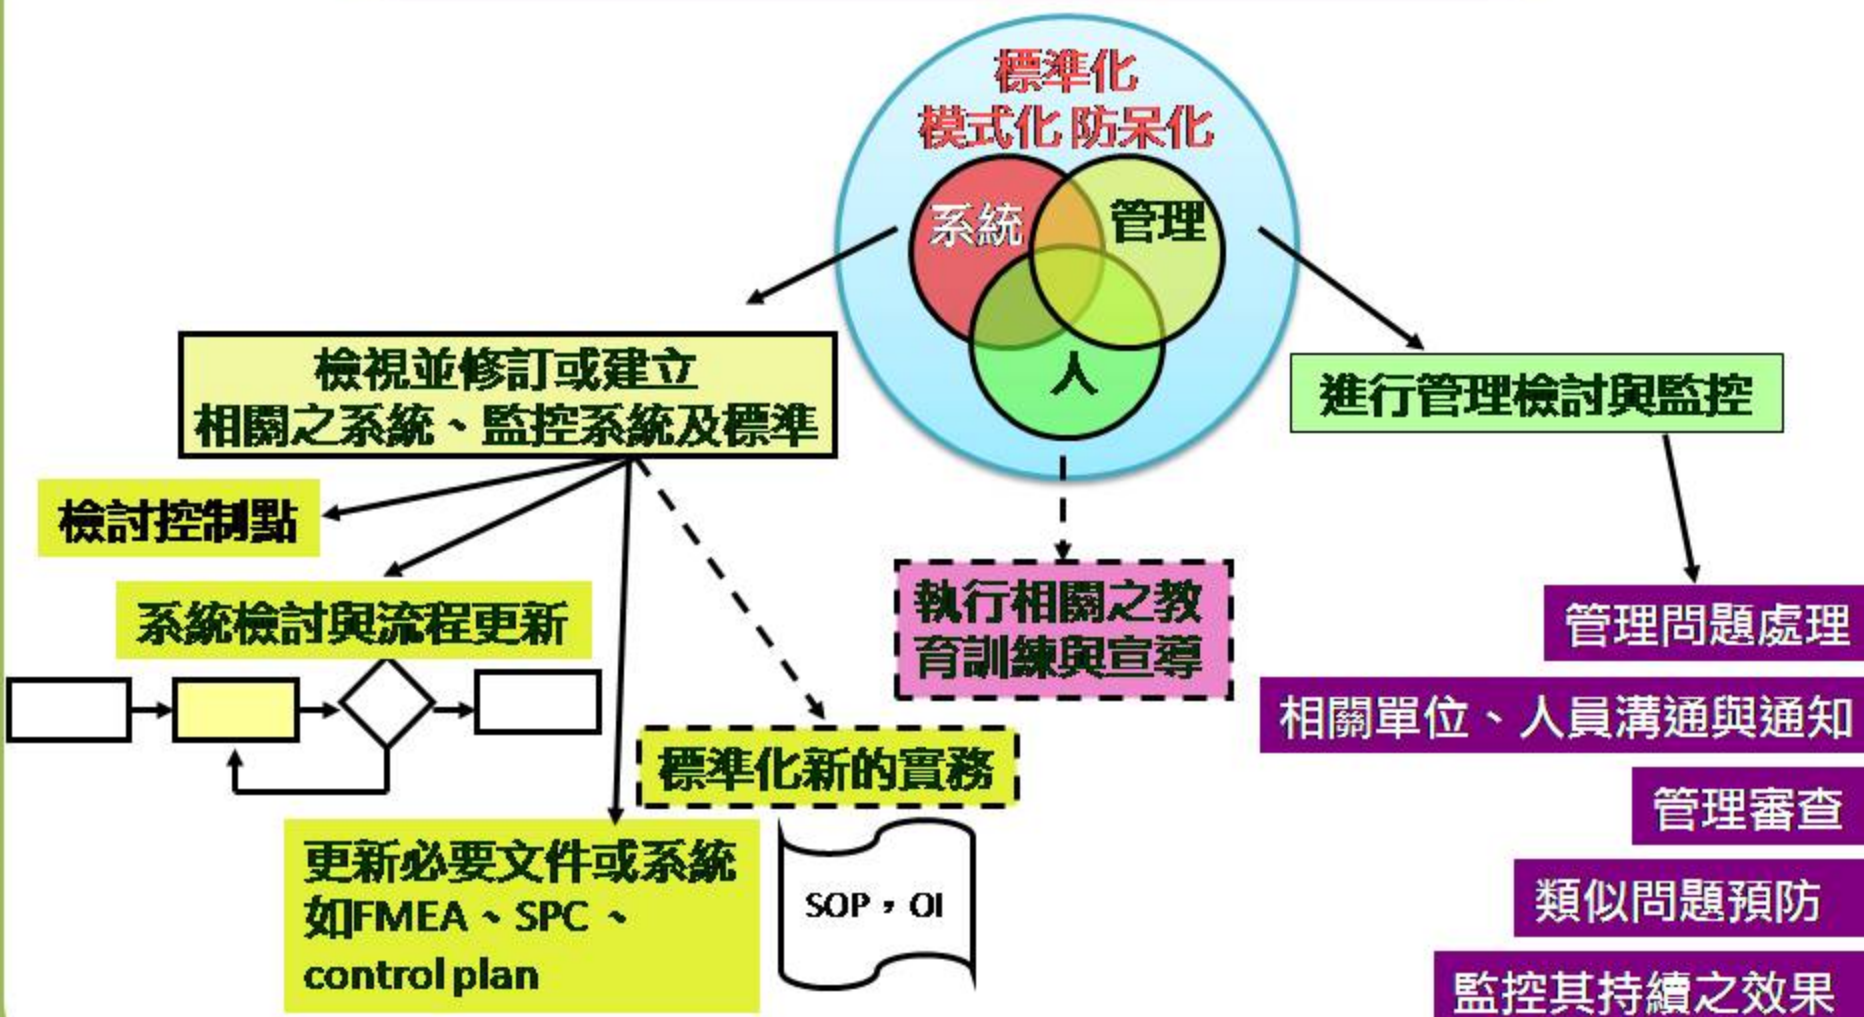 標準化
模式化 防呆化
系統
管理
人
檢視並修訂或建立
相關之系統、監控系統及標準
進行管理檢討與監控
檢討控制點
系統檢討與流程更新
執行相關之教
育訓練與宣導
標準化新的實務
更新必要文件或系統
如FMEA、SPC、
control plan
SOP，OI
管理問題處理
相關單位、人員溝通與通知
管理審查
類似問題預防
監控其持續之效果